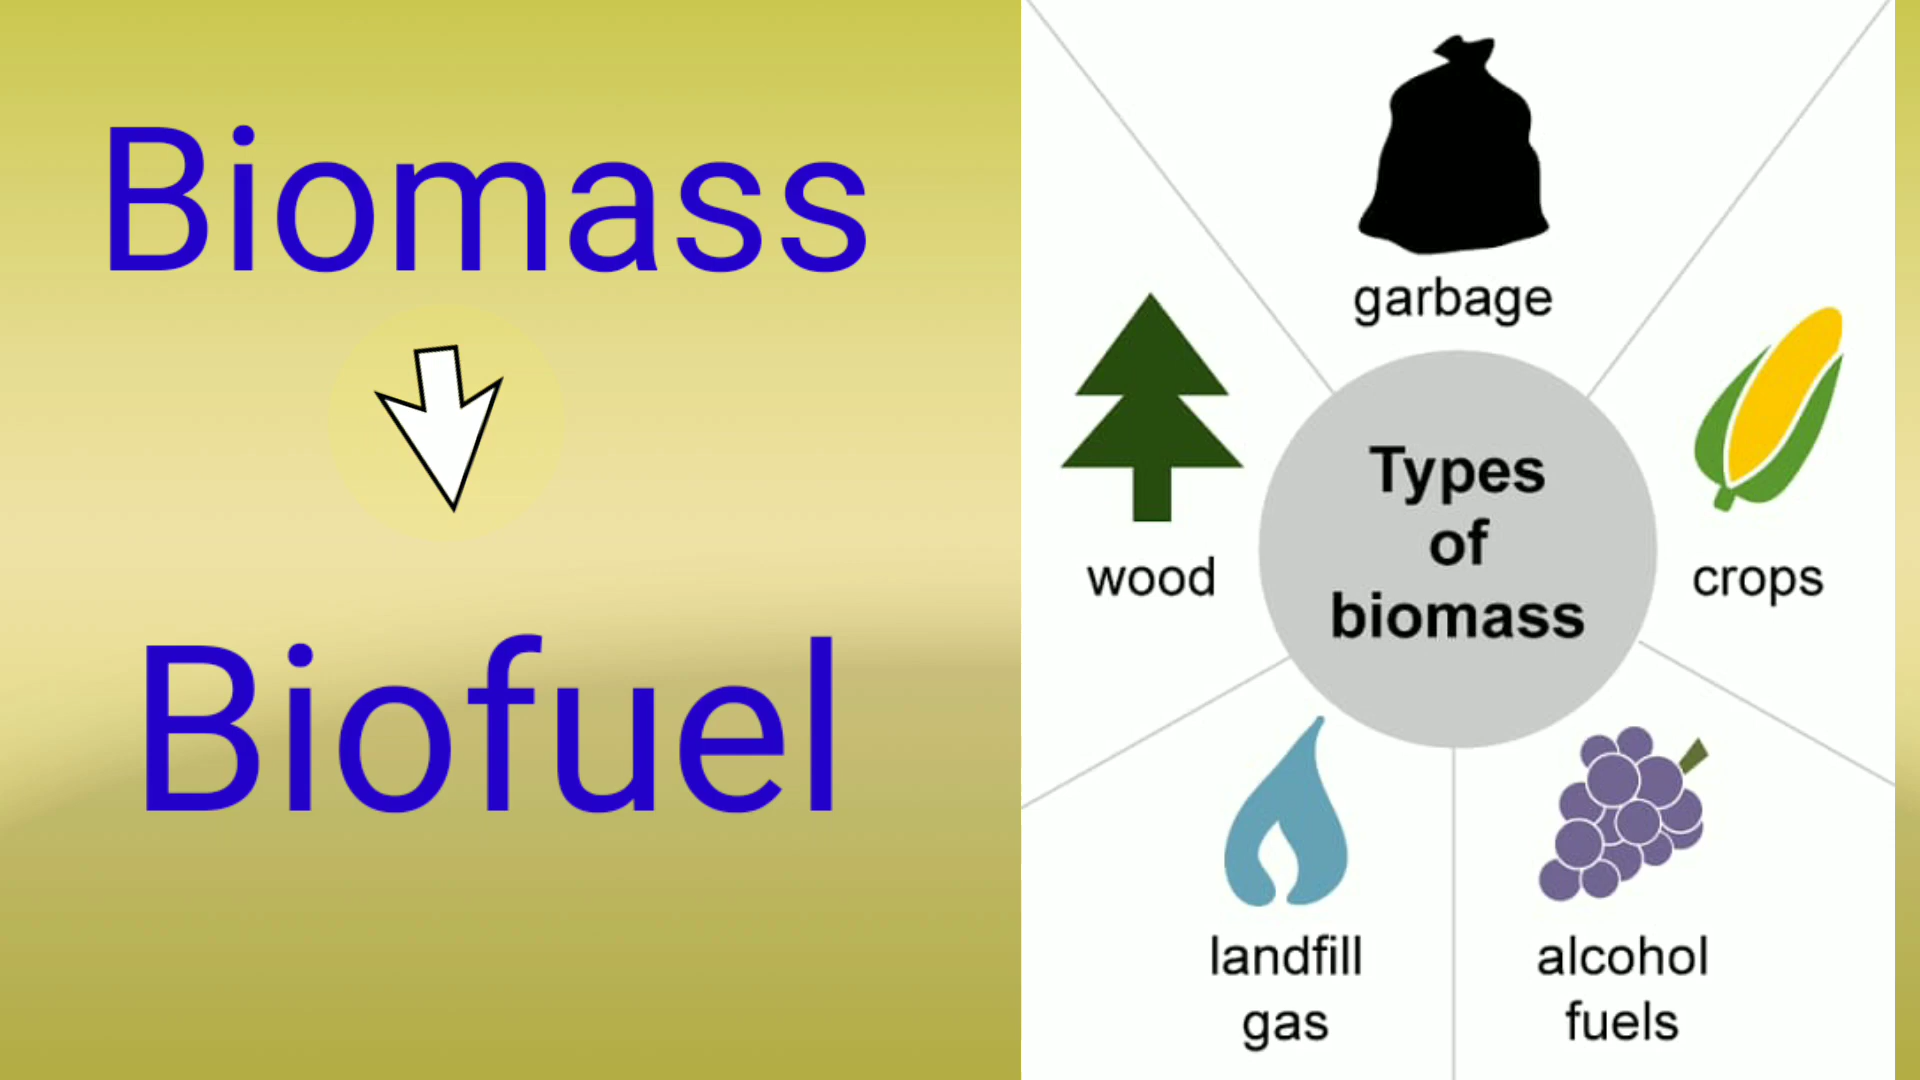 Biomass
Biofuel
garbage
wood
Types
of
biomass
crops
landfill
gas
alcohol
fuels